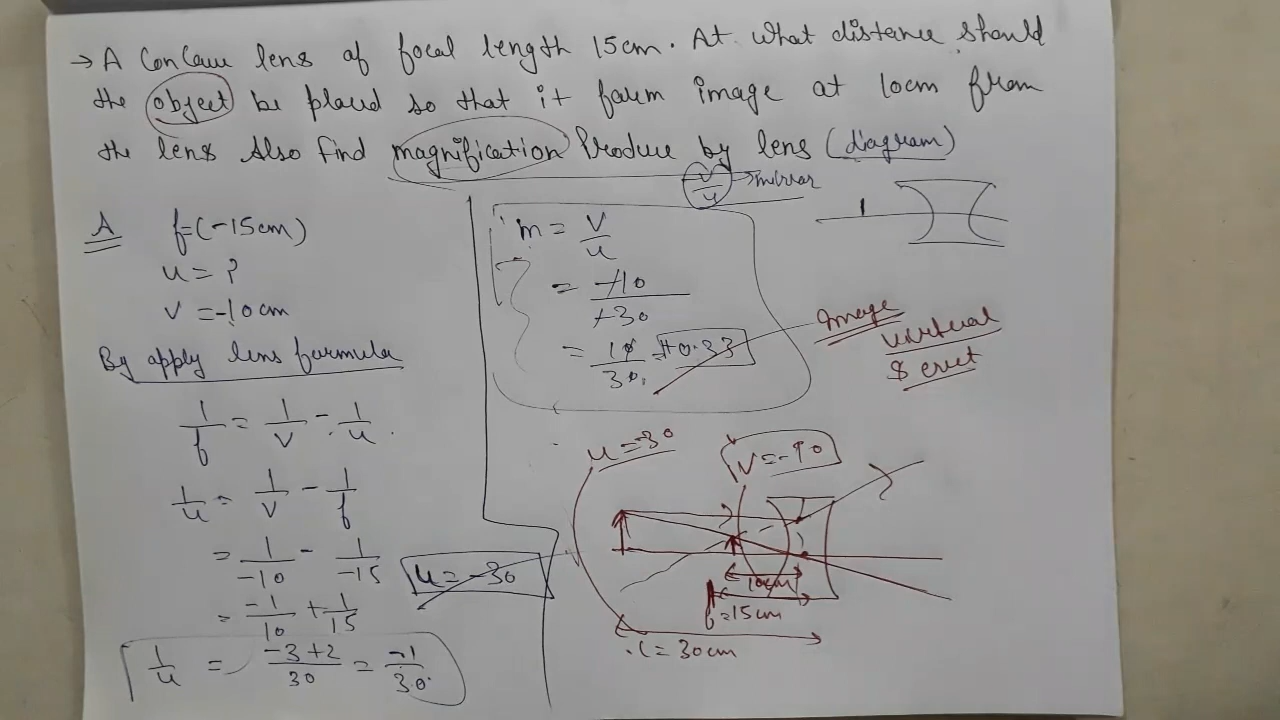 → A Concave lens of focal length 15cm. At what distance should
the object be placed so that it form image at 10cm from
the lens Also find magnification Produce by lens (diagram)
v/u → mirror
A f=(-15cm)
u = ?
v = -10cm
By apply lens formula
1/f = 1/v - 1/u
1/u = 1/v - 1/f
= 1/-10 - 1/-15
= -1/10 + 1/15
1/u = -3+2/30 = -1/30
u = -30
m = v/u
= -10/-30
= 10/30 = +0.33
Image
virtual
& erect
u = -30
v = -10
10cm
f = 15cm
= 30cm